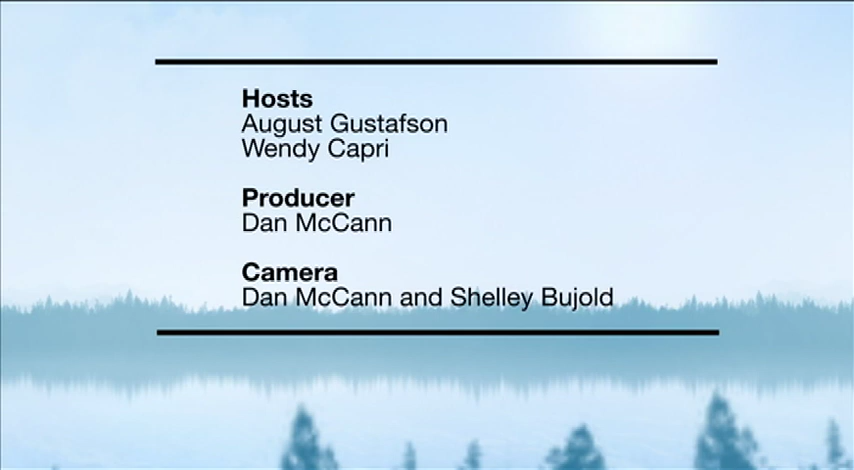 Hosts
August Gustafson
Wendy Capri
Producer
Dan McCann
Camera
Dan McCann and Shelley Bujold